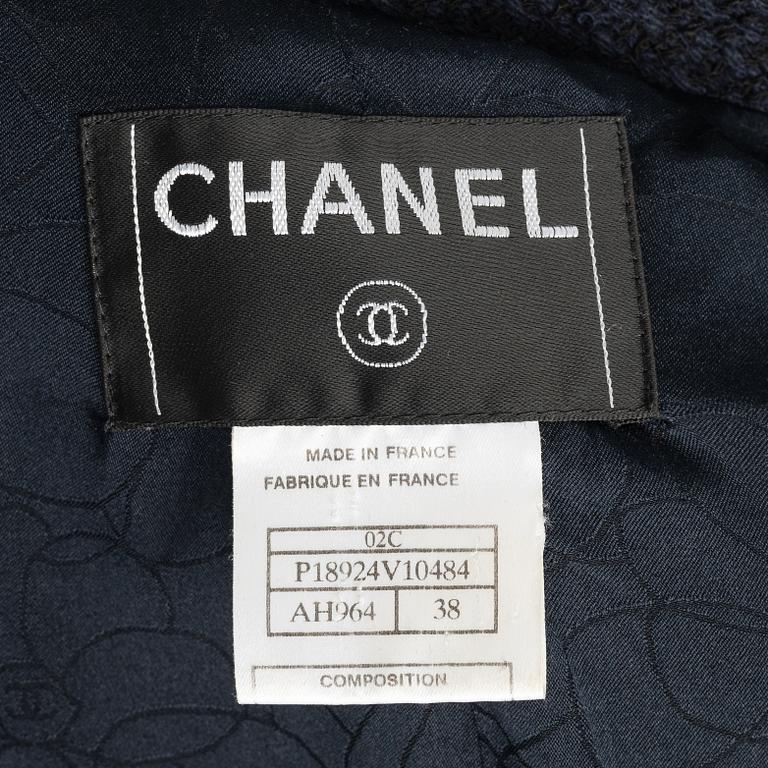 CHANEL
MADE IN FRANCE
FABRIQUE EN FRANCE
02C
P18924V10484
AH964 38
COMPOSITION